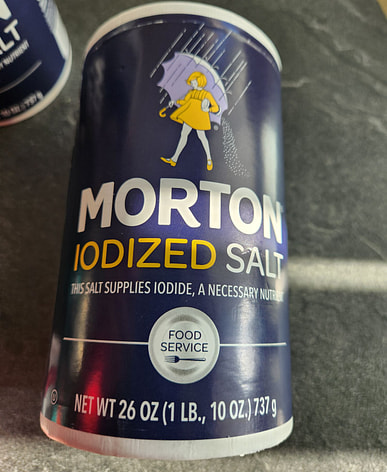 MORTON
IODIZED SALT
THIS SALT SUPPLIES IODIDE, A NECESSARY NUTRIENT
FOOD
SERVICE
NET WT 26 OZ (1 LB., 10 OZ.) 737 g